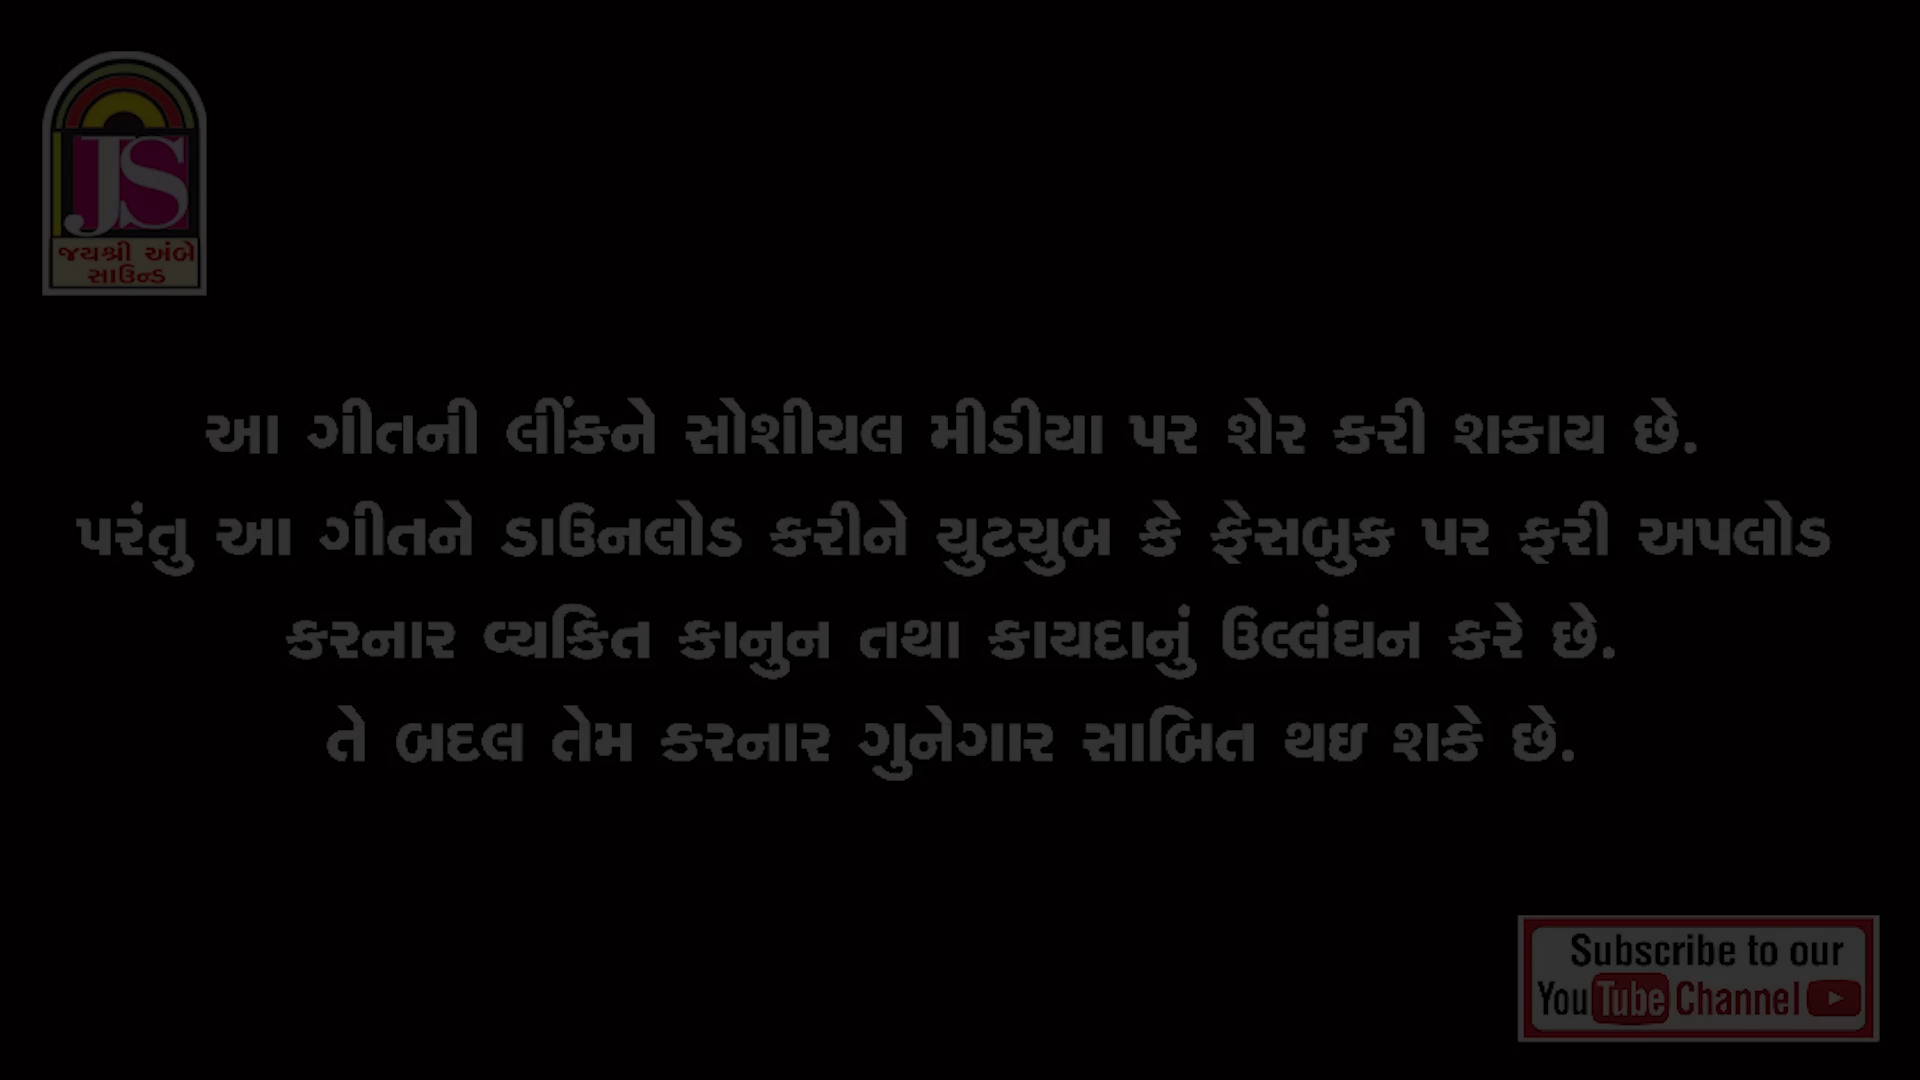 JS
જયશ્રી અંબે
સાઉન્ડ
આ ગીતની લીંકને સોશીયલ મીડીયા પર શેર કરી શકાય છે.
પરંતુ આ ગીતને ડાઉનલોડ કરીને યુટયુબ કે ફેસબુક પર ફરી અપલોડ
કરનાર વ્યકિત કાનુન તથા કાયદાનું ઉલ્લંઘન કરે છે.
તે બદલ તેમ કરનાર ગુનેગાર સાબિત થઇ શકે છે.
Subscribe to our
YouTube Channel